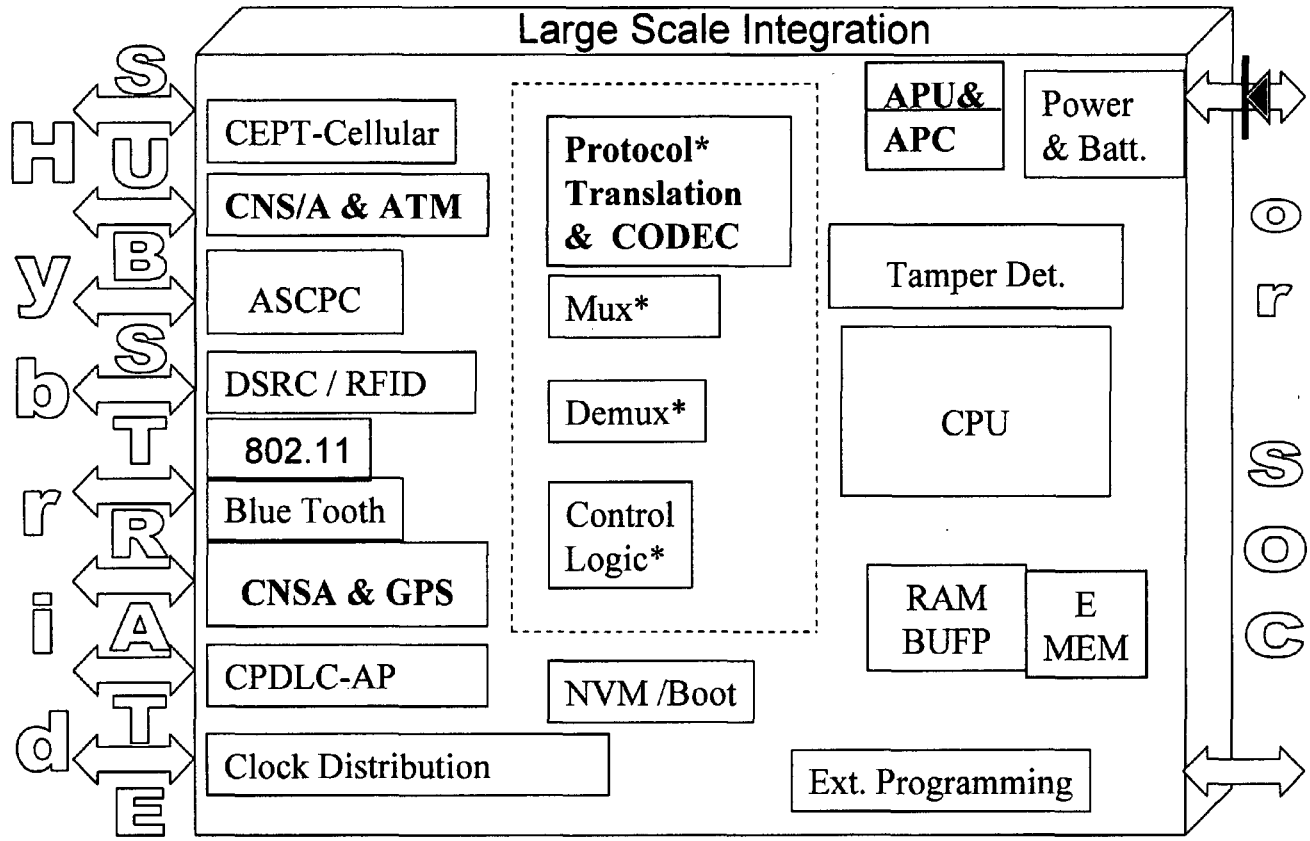 Large Scale Integration
Hybrid
SUBSTRATE
CEPT-Cellular
CNS/A & ATM
ASCPC
DSRC / RFID
802.11
Blue Tooth
CNSA & GPS
CPDLC-AP
Clock Distribution
Protocol*
Translation
& CODEC
Mux*
Demux*
Control
Logic*
NVM /Boot
APU&
APC
Power
& Batt.
Tamper Det.
CPU
RAM
BUFP
E
MEM
Ext. Programming
or SOC